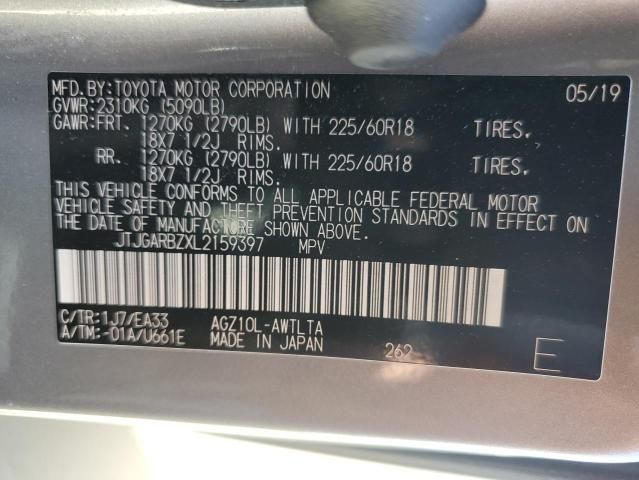 MFD.BY:TOYOTA MOTOR CORPORATION 05/19
GVWR:2310KG (5090LB)
GAWR:FRT. 1270KG (2790LB) WITH 225/60R18 TIRES.
18X7 1/2J RIMS.
RR. 1270KG (2790LB) WITH 225/60R18 TIRES.
18X7 1/2J RIMS.
THIS VEHICLE CONFORMS TO ALL APPLICABLE FEDERAL MOTOR
VEHICLE SAFETY AND THEFT PREVENTION STANDARDS IN EFFECT ON
THE DATE OF MANUFACTURE SHOWN ABOVE.
JTJGARBZXL2159397 MPV
C/TR:1J7/EA33 AGZ10L-AWTLTA
A/TM:-01A/U661E MADE IN JAPAN 262 E